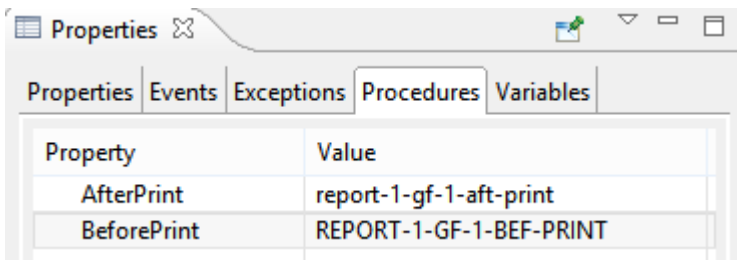 Properties
Properties Events Exceptions Procedures Variables
Property Value
AfterPrint report-1-gf-1-aft-print
BeforePrint REPORT-1-GF-1-BEF-PRINT